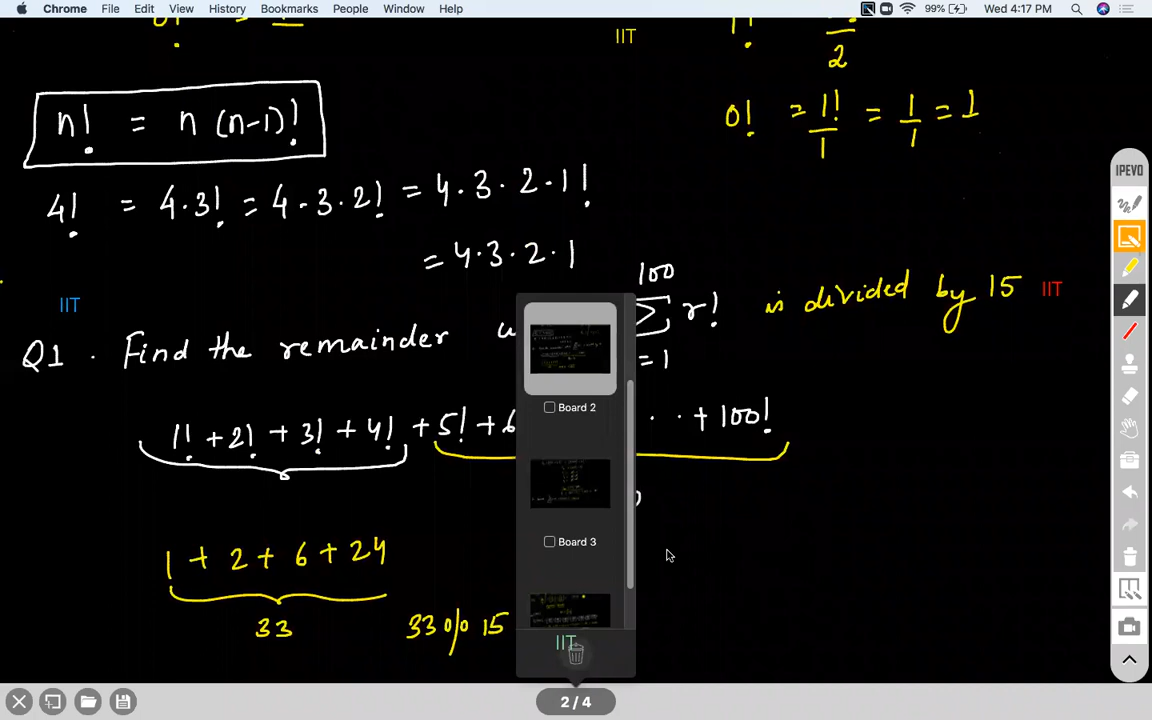 Chrome File Edit View History Bookmarks People Window Help 99% Wed 4:17 PM
0! =
IIT
1!
2
n! = n (n-1)!
0! = 1!/1 = 1/1 = 1
IPEVO
4! = 4.3! = 4.3.2! = 4.3.2.1!
= 4.3.2.1
IIT
Q1. Find the remainder
100
∑ r! is divided by 15
= 1
IIT
Board 2
1! + 2! + 3! + 4! + 5! + 6 . . + 100!
Board 3
1 + 2 + 6 + 24
33
33 % 15
IIT
2 / 4